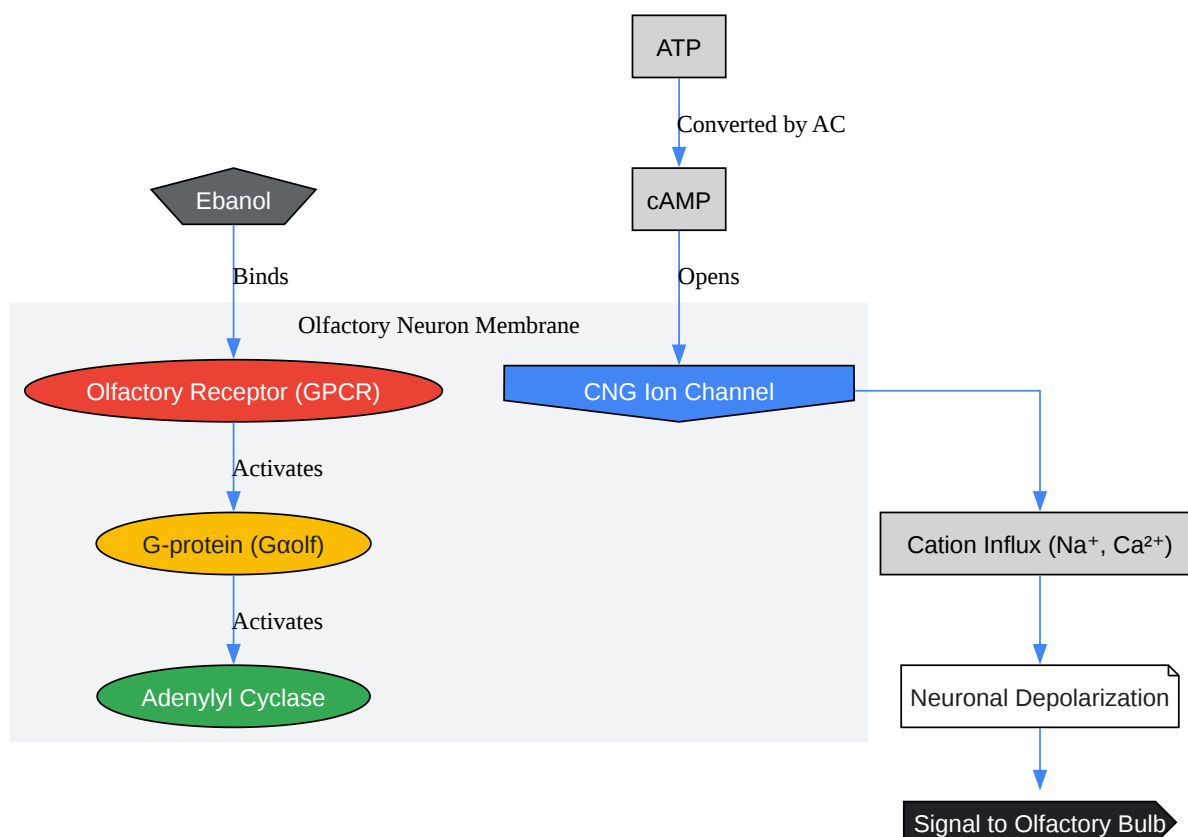 ATP
Converted by AC
Ebanol
cAMP
Binds
Opens
Olfactory Neuron Membrane
Olfactory Receptor (GPCR)
CNG Ion Channel
Activates
G-protein (Gαolf)
Cation Influx (Na⁺, Ca²⁺)
Activates
Adenylyl Cyclase
Neuronal Depolarization
Signal to Olfactory Bulb